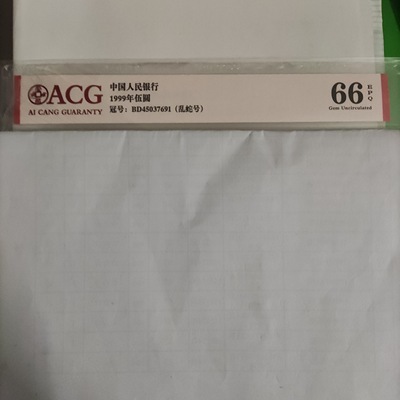 ACG
AI CANG GUARANTY
中国人民银行
1999年伍圆
冠号：BD45037691（乱蛇号）
66 EPQ
Gem Uncirculated